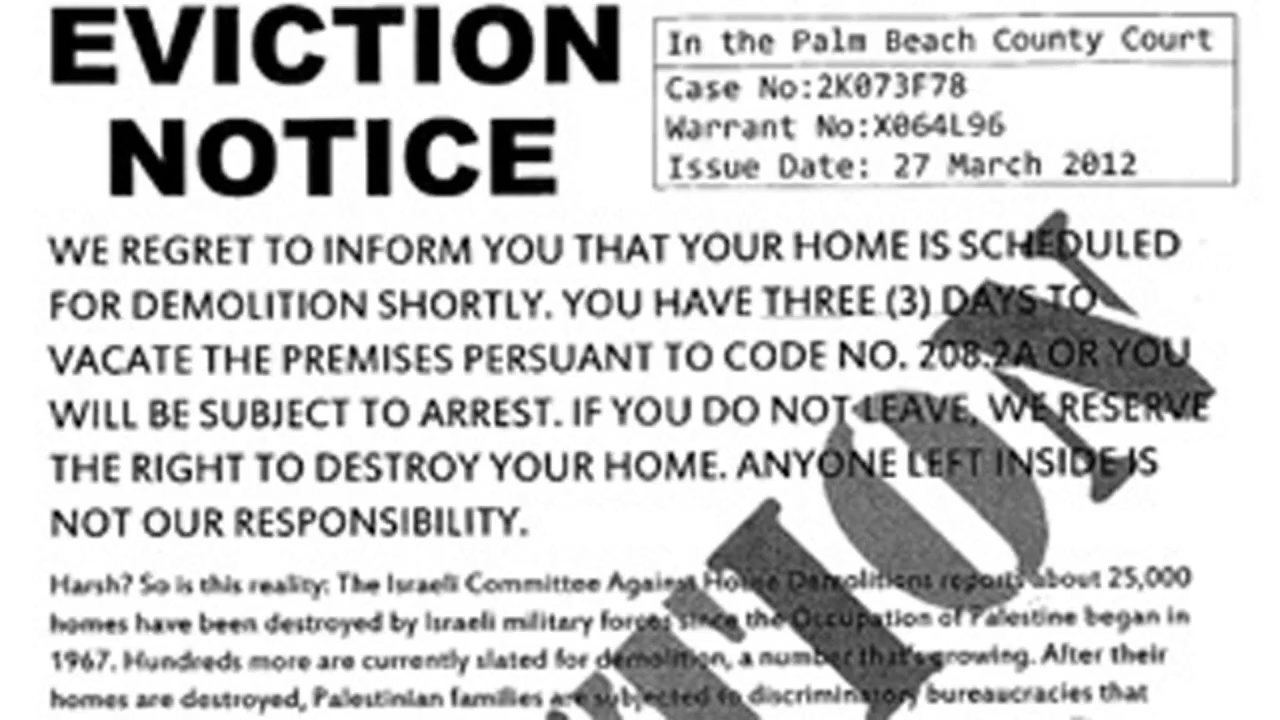 EVICTION
NOTICE
In the Palm Beach County Court
Case No:2K073F78
Warrant No:X064L96
Issue Date: 27 March 2012
WE REGRET TO INFORM YOU THAT YOUR HOME IS SCHEDULED
FOR DEMOLITION SHORTLY. YOU HAVE THREE (3) DAYS TO
VACATE THE PREMISES PERSUANT TO CODE NO. 208.2A OR YOU
WILL BE SUBJECT TO ARREST. IF YOU DO NOT LEAVE, WE RESERVE
THE RIGHT TO DESTROY YOUR HOME. ANYONE LEFT INSIDE IS
NOT OUR RESPONSIBILITY.
Harsh? So is this reality: The Israeli Committee Against House Demolitions reports about 25,000
homes have been destroyed by Israeli military forces since the Occupation of Palestine began in
1967. Hundreds more are currently slated for demolition, a number that's growing. After their
homes are destroyed, Palestinian families are subjected to discriminatory bureaucracies that
TION